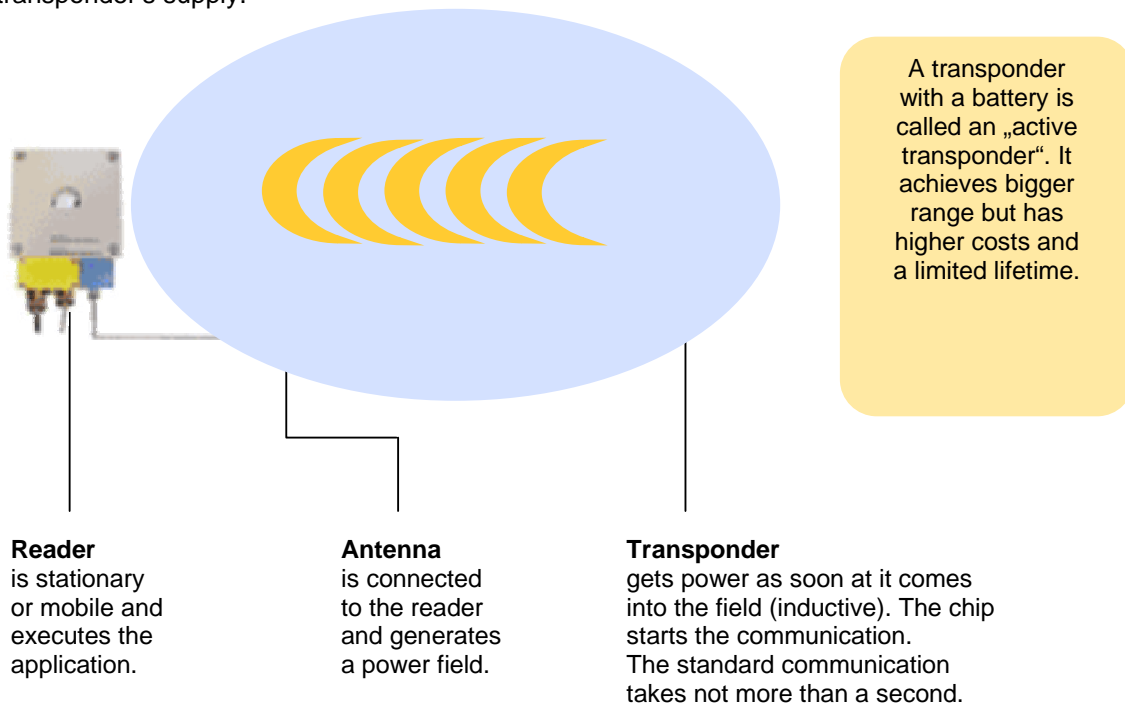 transponder's supply.
A transponder
with a battery is
called an „active
transponder“. It
achieves bigger
range but has
higher costs and
a limited lifetime.
Reader
is stationary
or mobile and
executes the
application.
Antenna
is connected
to the reader
and generates
a power field.
Transponder
gets power as soon at it comes
into the field (inductive). The chip
starts the communication.
The standard communication
takes not more than a second.